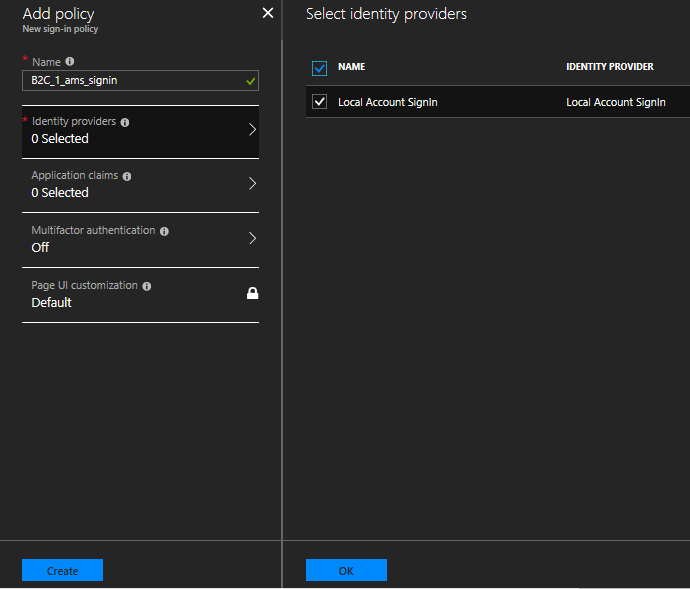 Add policy
New sign-in policy
* Name
B2C_1_ams_signin
* Identity providers
0 Selected
Application claims
0 Selected
Multifactor authentication
Off
Page UI customization
Default
Create
Select identity providers
NAME IDENTITY PROVIDER
Local Account SignIn Local Account SignIn
OK